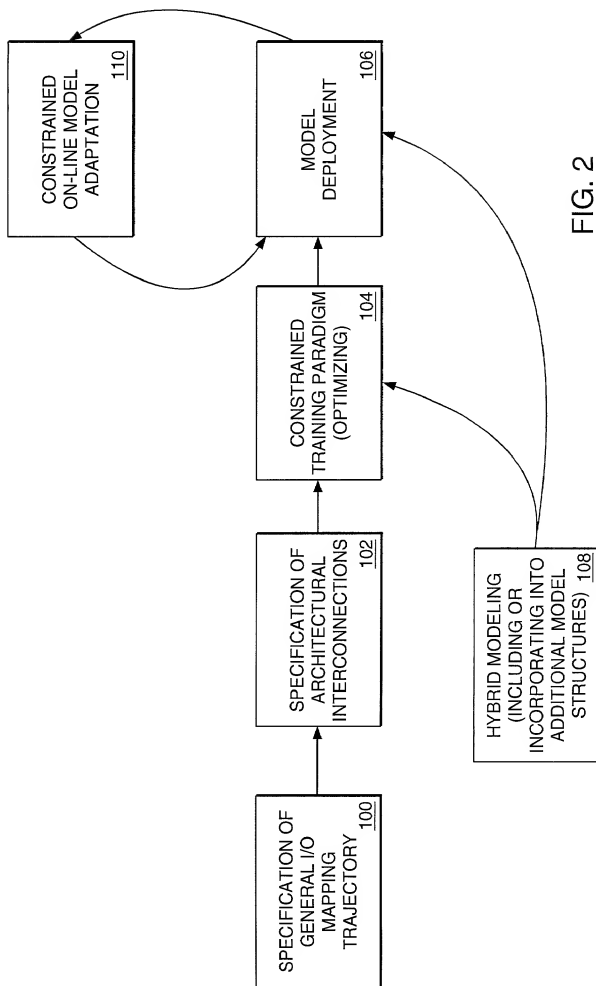 SPECIFICATION OF
GENERAL I/O
MAPPING
TRAJECTORY
100
SPECIFICATION OF
ARCHITECTURAL
INTERCONNECTIONS
102
CONSTRAINED
TRAINING PARADIGM
(OPTIMIZING)
104
MODEL
DEPLOYMENT
106
CONSTRAINED
ON-LINE MODEL
ADAPTATION
110
HYBRID MODELING
(INCLUDING OR
INCORPORATING INTO
ADDITIONAL MODEL
STRUCTURES)
108
FIG. 2